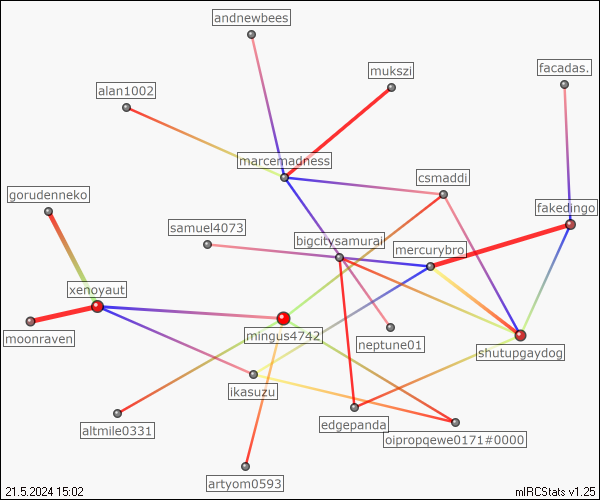 andnewbees
mukszi
facadas.
alan1002
marcemadness
csmaddi
gorudenneko
fakedingo
samuel4073
bigcitysamurai
mercurybro
xenoyaut
moonraven
mingus4742
neptune01
shutupgaydog
ikasuzu
edgepanda
altmile0331
oipropqewe0171#0000
artyom0593
21.5.2024 15:02
mIRCStats v1.25